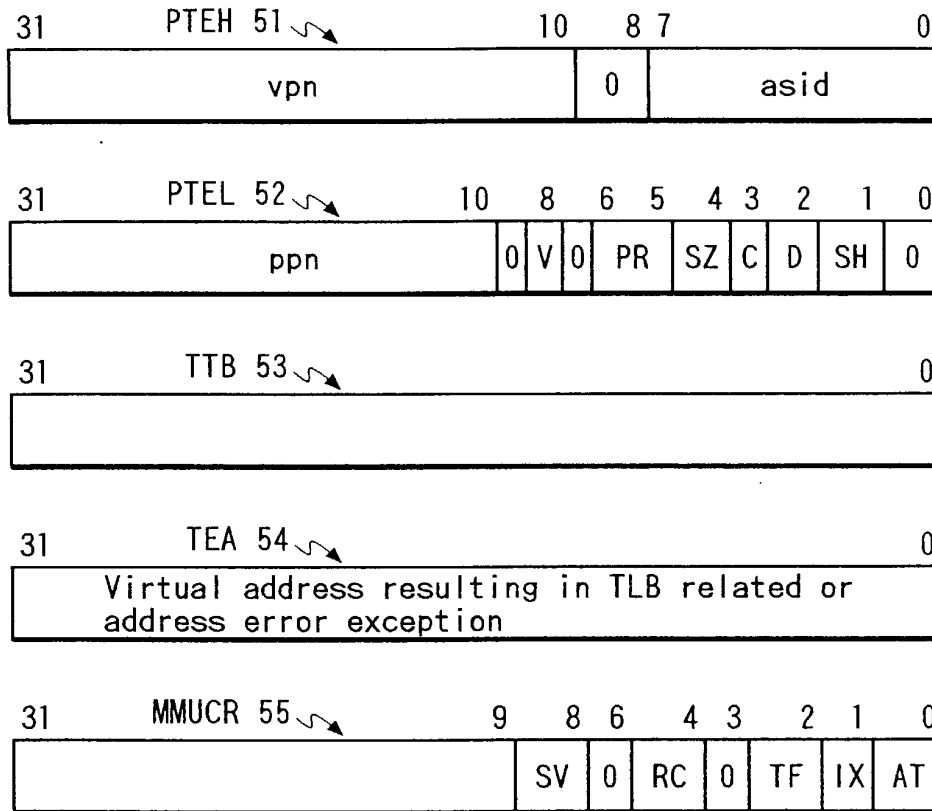 31 PTEH 51 10 8 7 0
vpn 0 asid
31 PTEL 52 10 8 6 5 4 3 2 1 0
ppn 0 V 0 PR SZ C D SH 0
31 TTB 53 0
31 TEA 54 0
Virtual address resulting in TLB related or
address error exception
31 MMUCR 55 9 8 6 4 3 2 1 0
SV 0 RC 0 TF IX AT